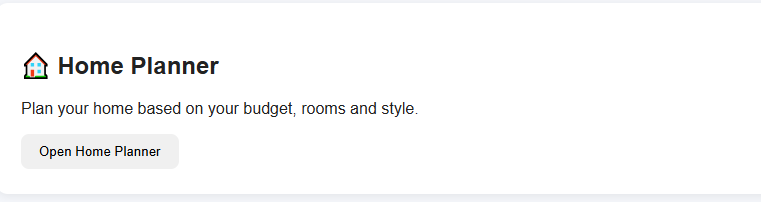 Home Planner
Plan your home based on your budget, rooms and style.
Open Home Planner